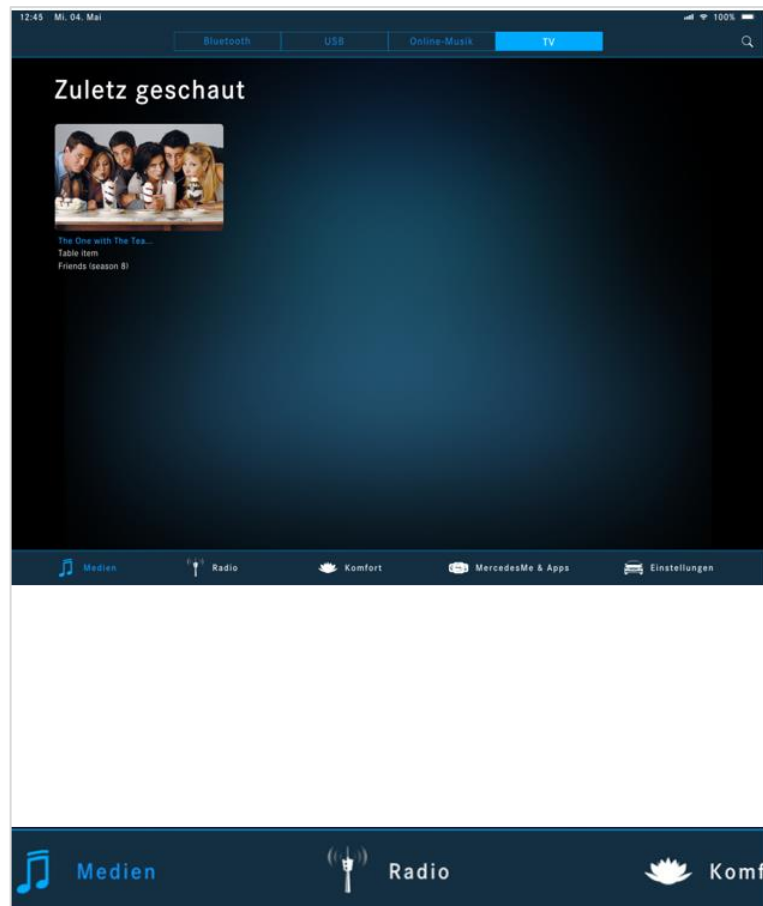 12:45 Mi. 04. Mai 100%
Bluetooth USB Online-Musik TV
Zuletz geschaut
The One with The Tea...
Table item
Friends (season 8)
Medien Radio Komfort MercedesMe & Apps Einstellungen
Medien Radio Komf